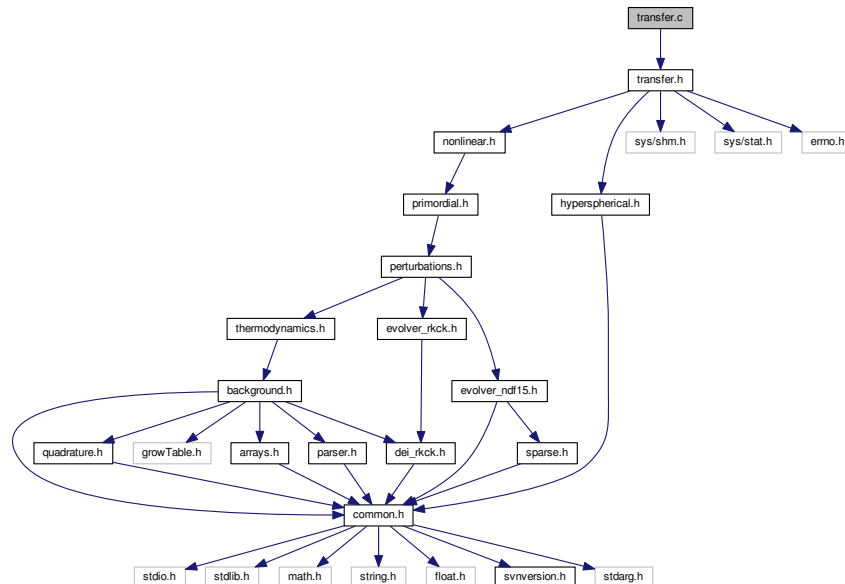 transfer.c
transfer.h
nonlinear.h
sys/shm.h
sys/stat.h
errno.h
primordial.h
hyperspherical.h
perturbations.h
thermodynamics.h
evolver_rkck.h
background.h
evolver_ndf15.h
quadrature.h
growTable.h
arrays.h
parser.h
dei_rkck.h
sparse.h
common.h
stdio.h
stdlib.h
math.h
string.h
float.h
svnversion.h
stdarg.h